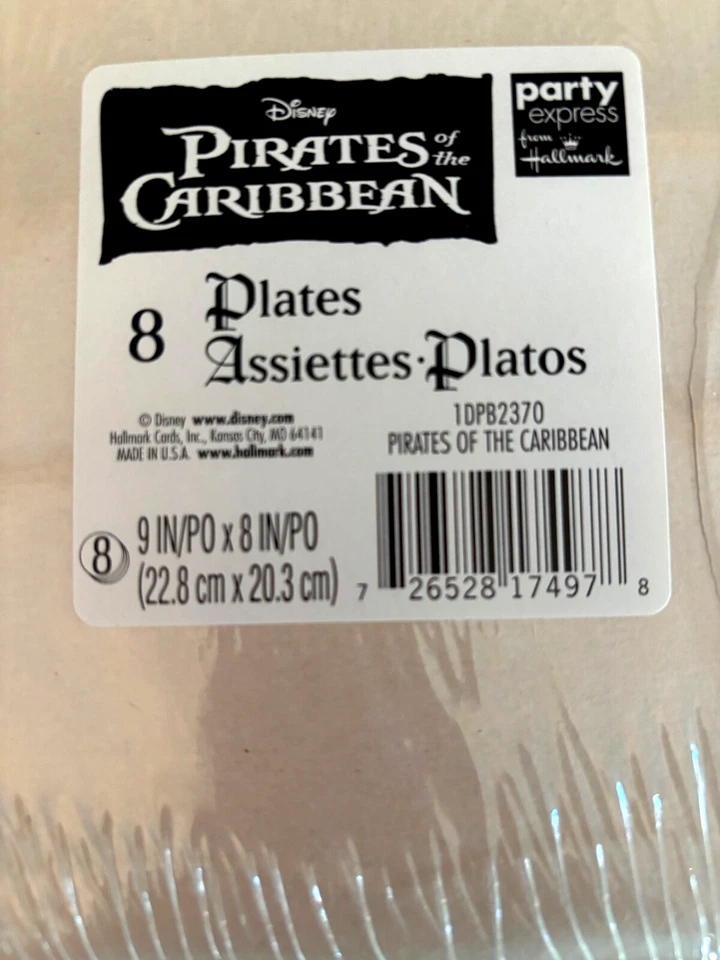 Disney
PIRATES of the
CARIBBEAN
party
express
from
Hallmark
8 Plates
Assiettes·Platos
© Disney www.disney.com
Hallmark Cards, Inc., Kansas City, MO 64141
MADE IN U.S.A. www.hallmark.com
1DPB2370
PIRATES OF THE CARIBBEAN
8
9 IN/PO x 8 IN/PO
(22.8 cm x 20.3 cm)
7 26528 17497 8